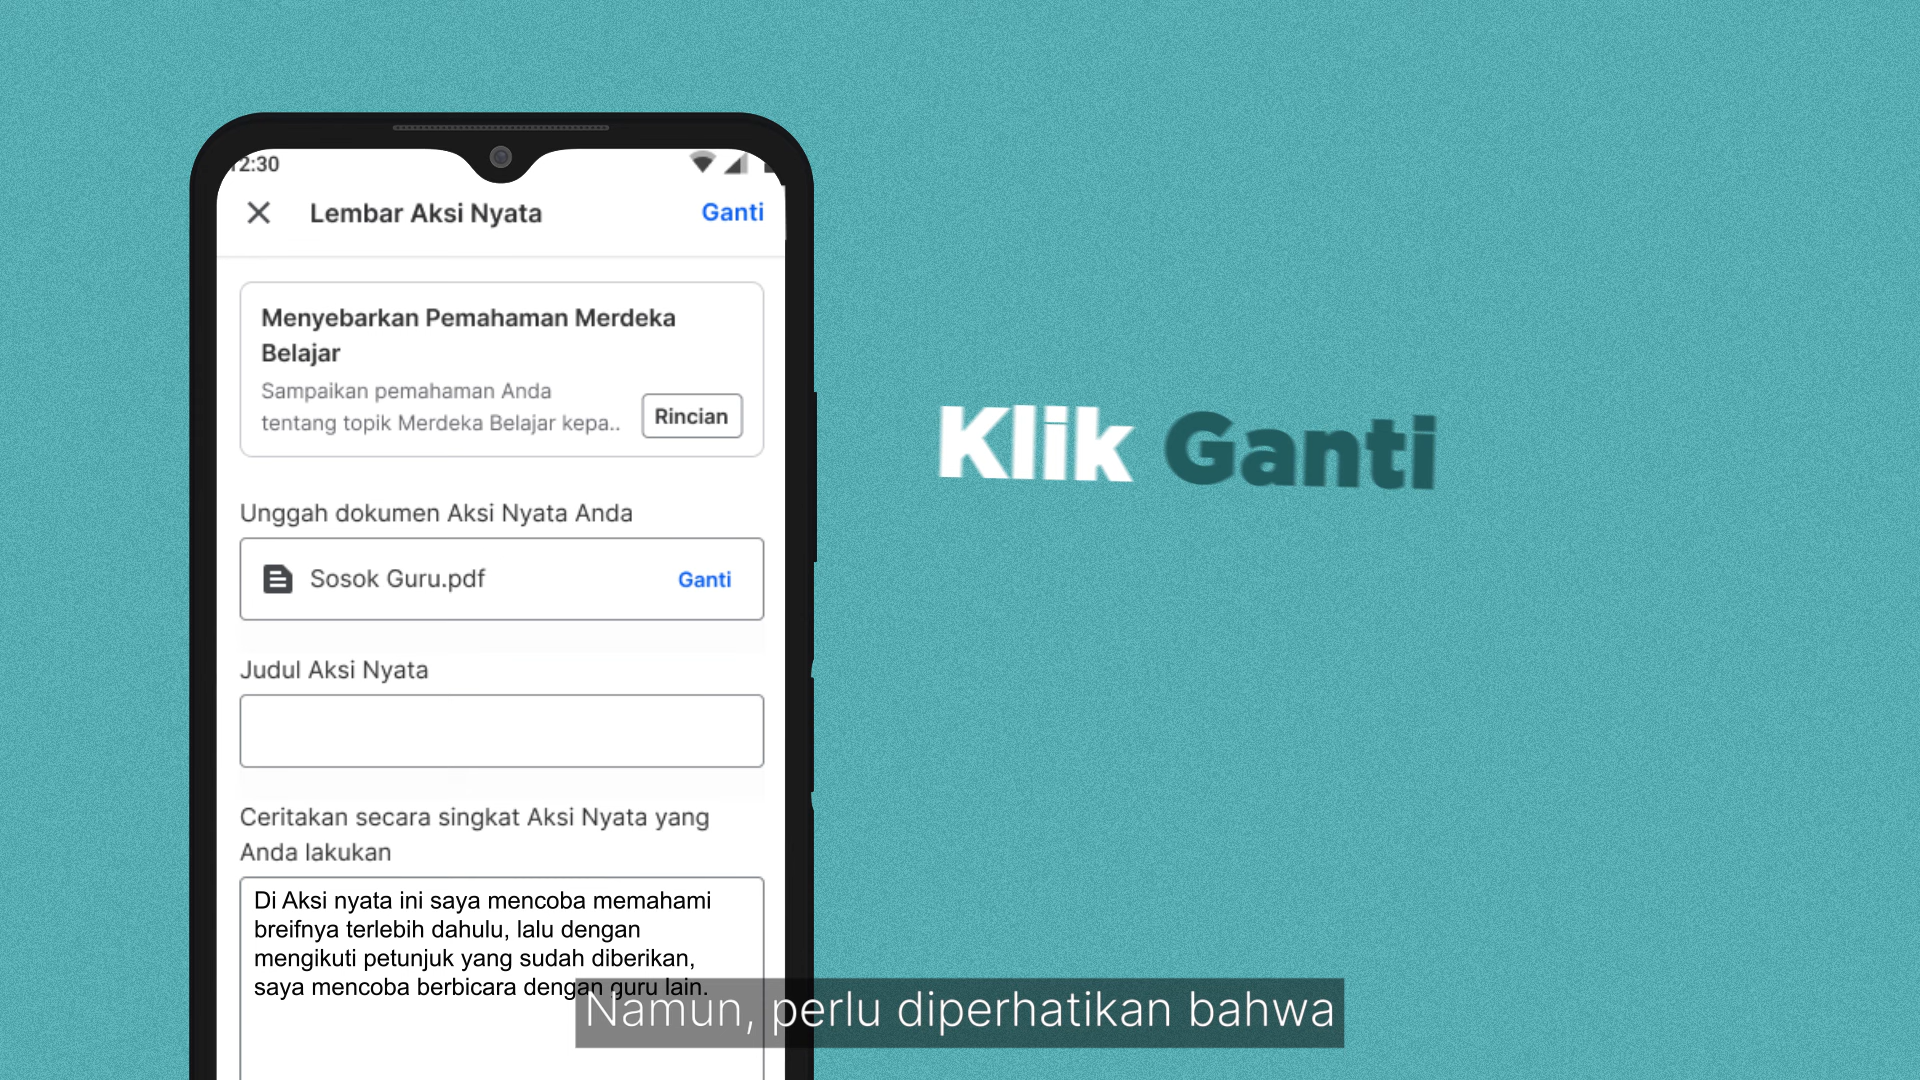 12:30
Lembar Aksi Nyata
Ganti
Menyebarkan Pemahaman Merdeka
Belajar
Sampaikan pemahaman Anda
tentang topik Merdeka Belajar kepa..
Rincian
Unggah dokumen Aksi Nyata Anda
Sosok Guru.pdf
Ganti
Judul Aksi Nyata
Ceritakan secara singkat Aksi Nyata yang
Anda lakukan
Di Aksi nyata ini saya mencoba memahami
breifnya terlebih dahulu, lalu dengan
mengikuti petunjuk yang sudah diberikan,
saya mencoba berbicara dengan guru lain.
Klik Ganti
Namun, perlu diperhatikan bahwa